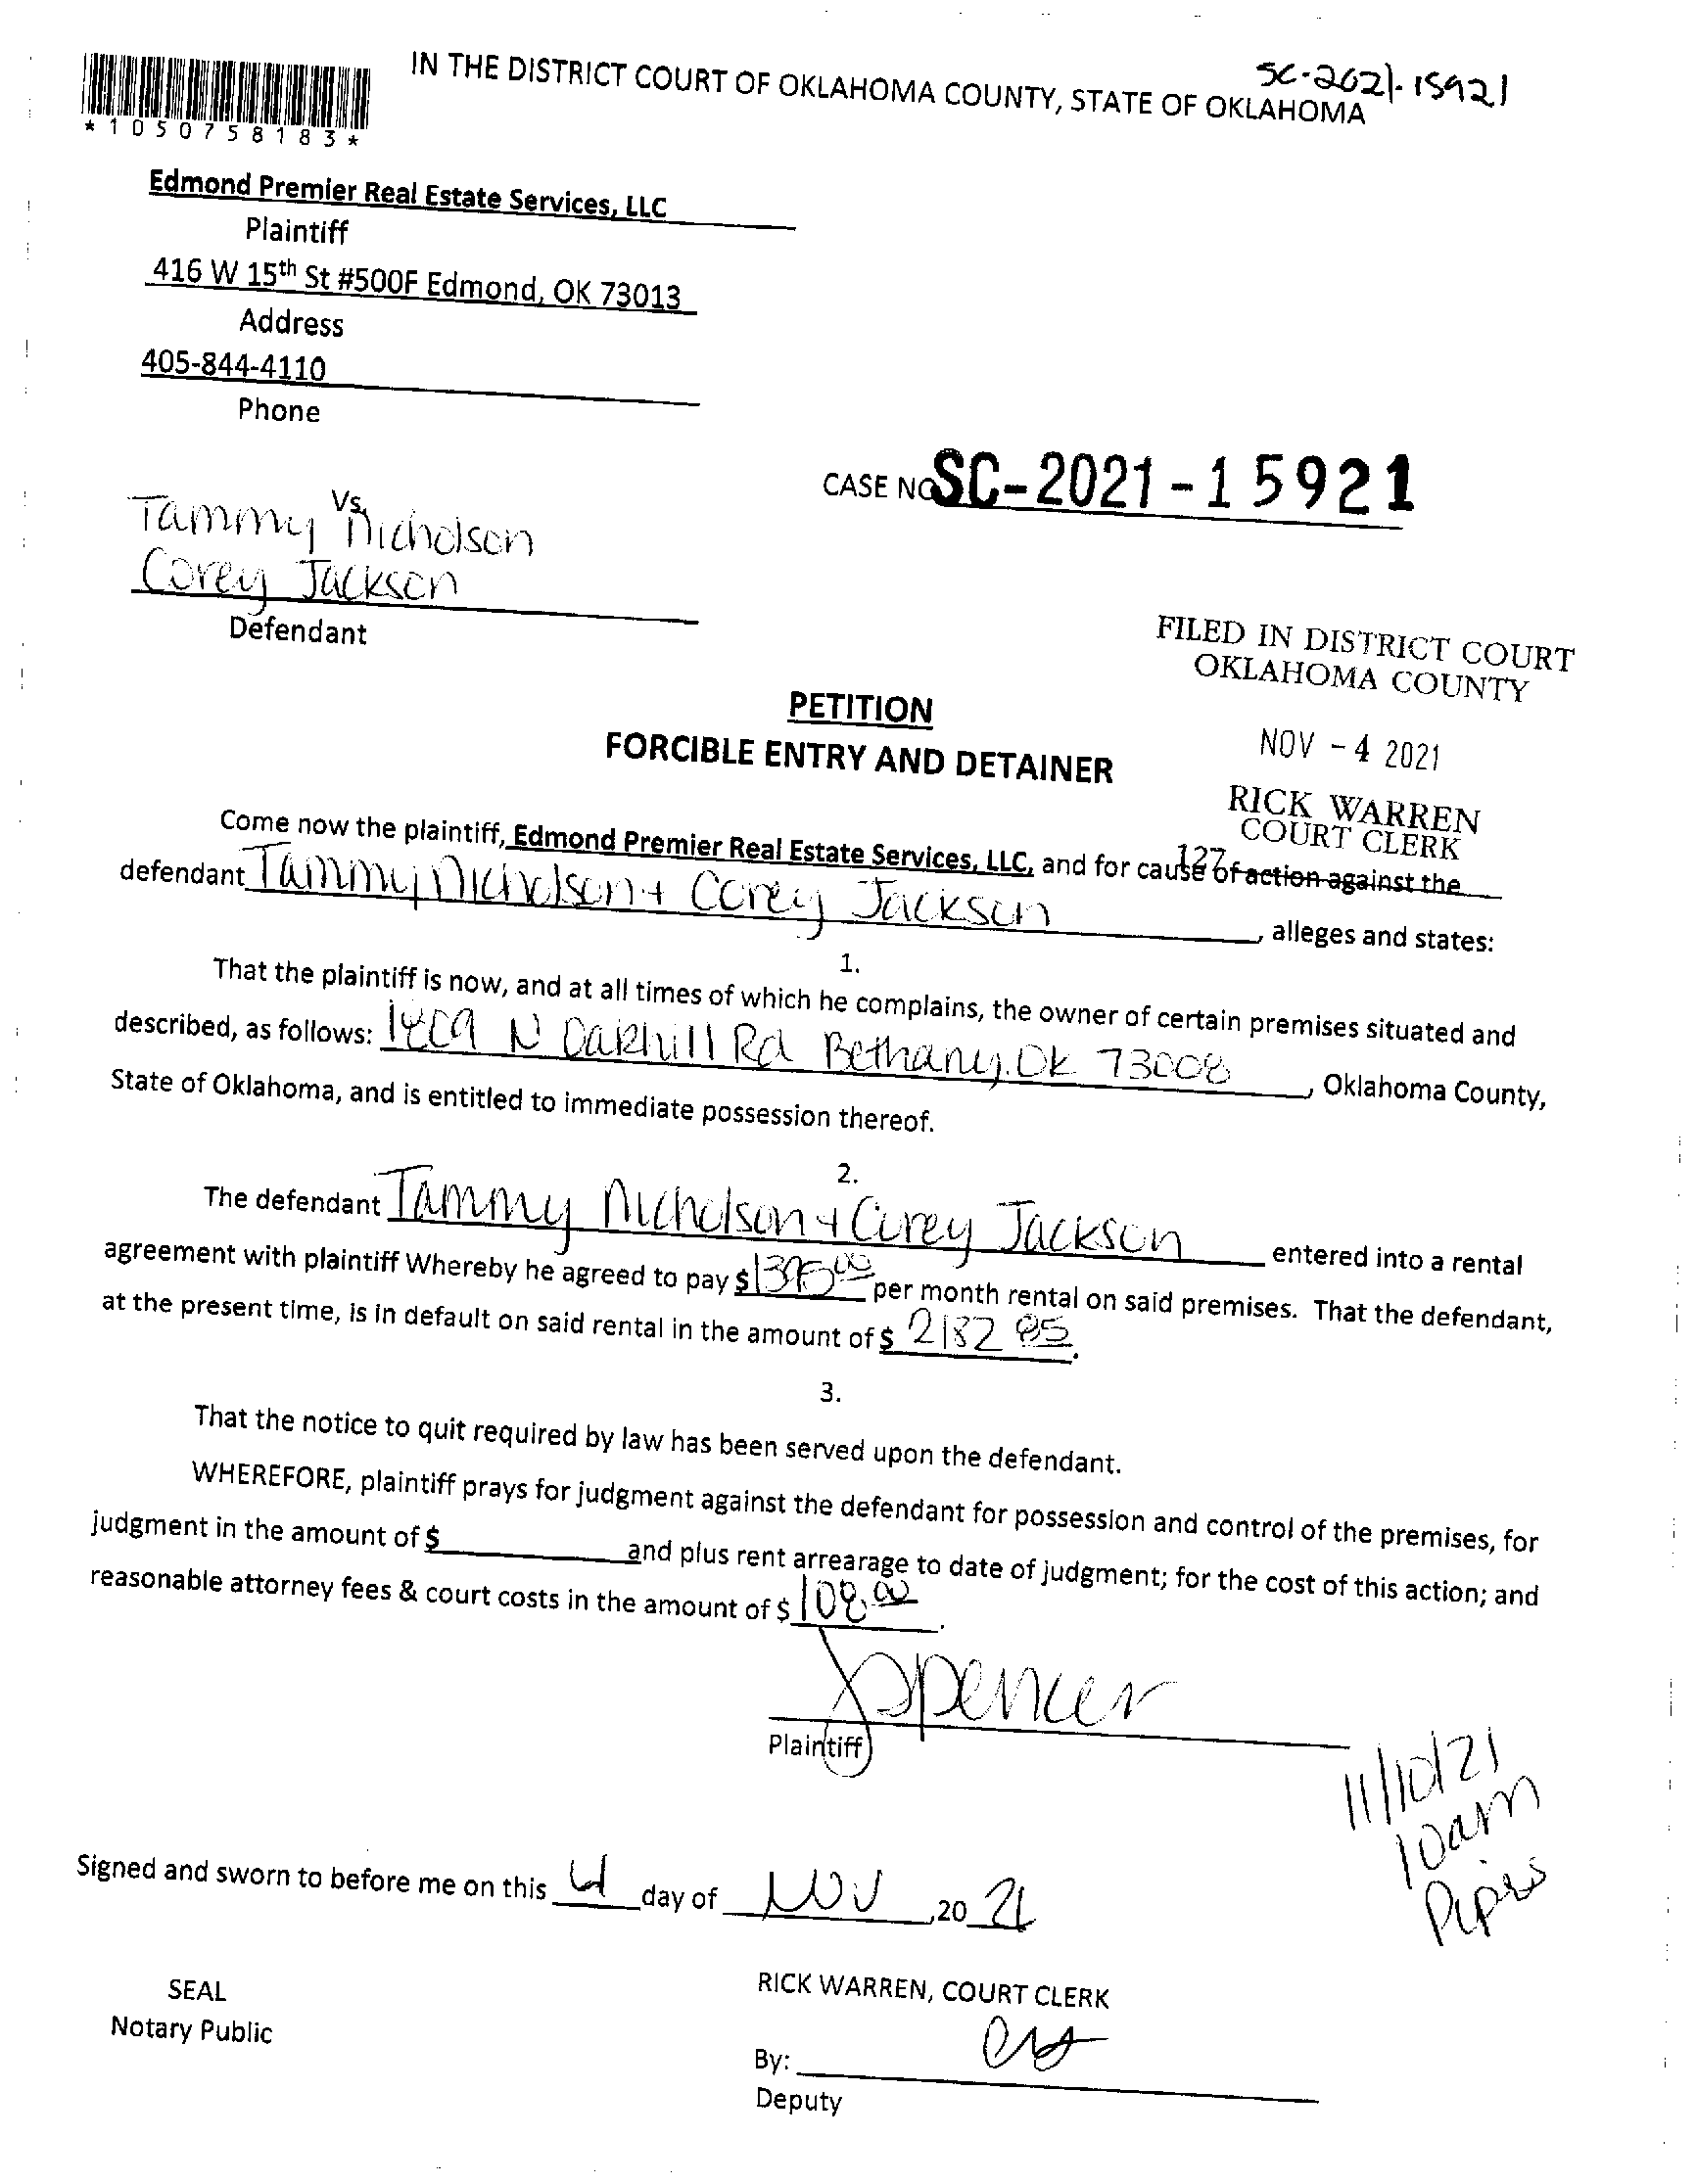 IN THE DISTRICT COURT OF OKLAHOMA COUNTY, STATE OF OKLAHOMA
SC-2021-15921
*1050758183*
Edmond Premier Real Estate Services, LLC
Plaintiff
416 W 15th St #500F Edmond, OK 73013
Address
405-844-4110
Phone
CASE NO SC-2021-15921
Vs.
Tammy Nicholson
Corey Jackson
Defendant
FILED IN DISTRICT COURT
OKLAHOMA COUNTY
NOV - 4 2021
RICK WARREN
COURT CLERK
127
PETITION
FORCIBLE ENTRY AND DETAINER
Come now the plaintiff, Edmond Premier Real Estate Services, LLC, and for cause of action against the
defendant Tammy Nicholson + Corey Jackson, alleges and states:
1.
That the plaintiff is now, and at all times of which he complains, the owner of certain premises situated and
described, as follows: N Oakhill Rd Bethany, OK 73008, Oklahoma County,
State of Oklahoma, and is entitled to immediate possession thereof.
2.
The defendant Tammy Nicholson + Corey Jackson entered into a rental
agreement with plaintiff Whereby he agreed to pay $1395.00 per month rental on said premises. That the defendant,
at the present time, is in default on said rental in the amount of $ 2182
3.
That the notice to quit required by law has been served upon the defendant.
WHEREFORE, plaintiff prays for judgment against the defendant for possession and control of the premises, for
judgment in the amount of $ and plus rent arrearage to date of judgment; for the cost of this action; and
reasonable attorney fees & court costs in the amount of $ 108.00.
Spencer
Plaintiff
11/10/21
10am
Signed and sworn to before me on this 4 day of NOV ,20 21
SEAL
Notary Public
RICK WARREN, COURT CLERK
By:
Deputy